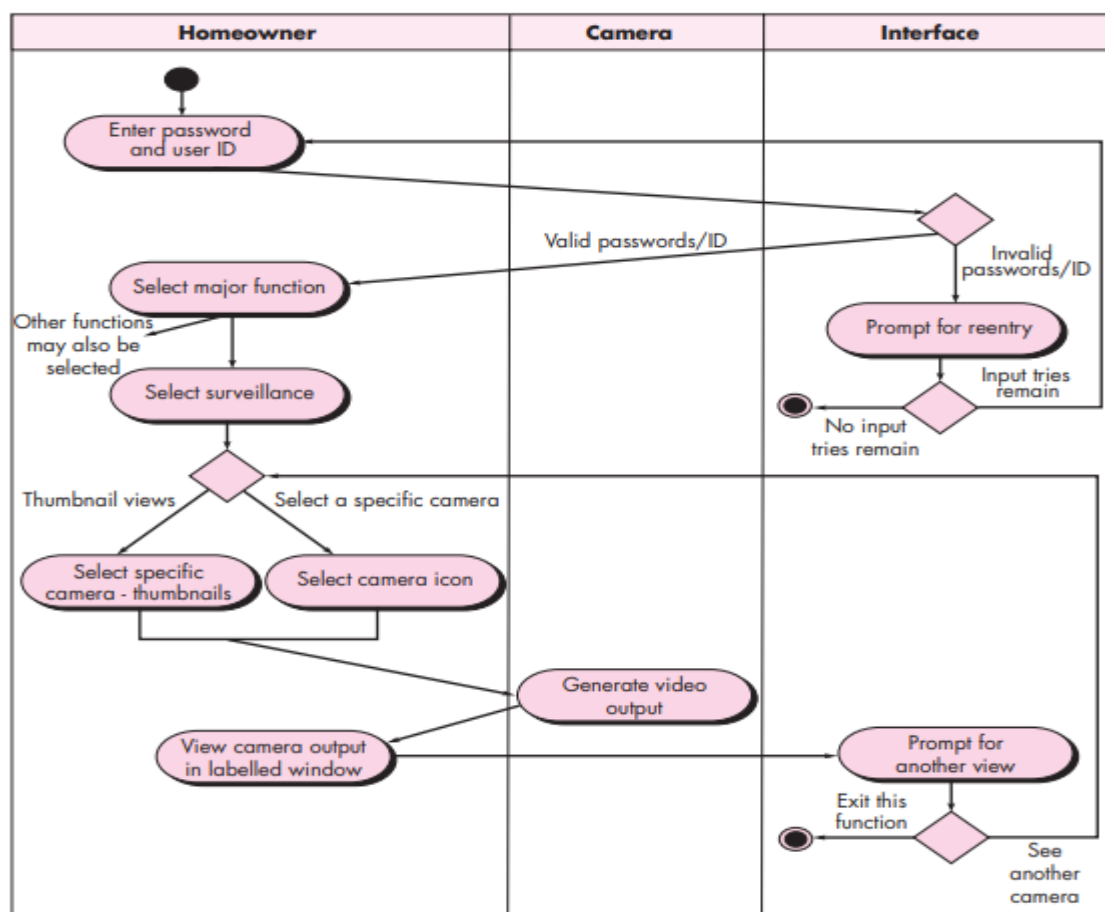 Homeowner
Camera
Interface
Enter password
and user ID
Valid passwords/ID
Invalid
passwords/ID
Select major function
Prompt for reentry
Other functions
may also be
selected
Input tries
remain
Select surveillance
No input
tries remain
Thumbnail views
Select a specific camera
Select specific
camera - thumbnails
Select camera icon
Generate video
output
View camera output
in labelled window
Prompt for
another view
Exit this
function
See
another
camera